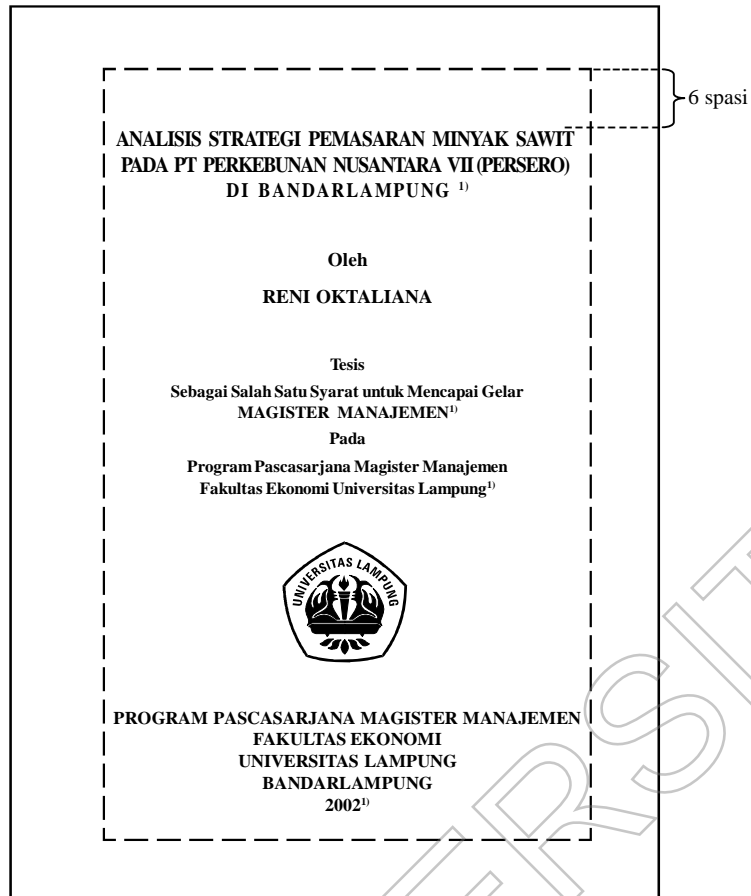 6 spasi
ANALISIS STRATEGI PEMASARAN MINYAK SAWIT
PADA PT PERKEBUNAN NUSANTARA VII (PERSERO)
DI BANDARLAMPUNG 1)
Oleh
RENI OKTALIANA
Tesis
Sebagai Salah Satu Syarat untuk Mencapai Gelar
MAGISTER MANAJEMEN1)
Pada
Program Pascasarjana Magister Manajemen
Fakultas Ekonomi Universitas Lampung1)
UNIVERSITAS LAMPUNG
PROGRAM PASCASARJANA MAGISTER MANAJEMEN
FAKULTAS EKONOMI
UNIVERSITAS LAMPUNG
BANDARLAMPUNG
20021)
ERSIT